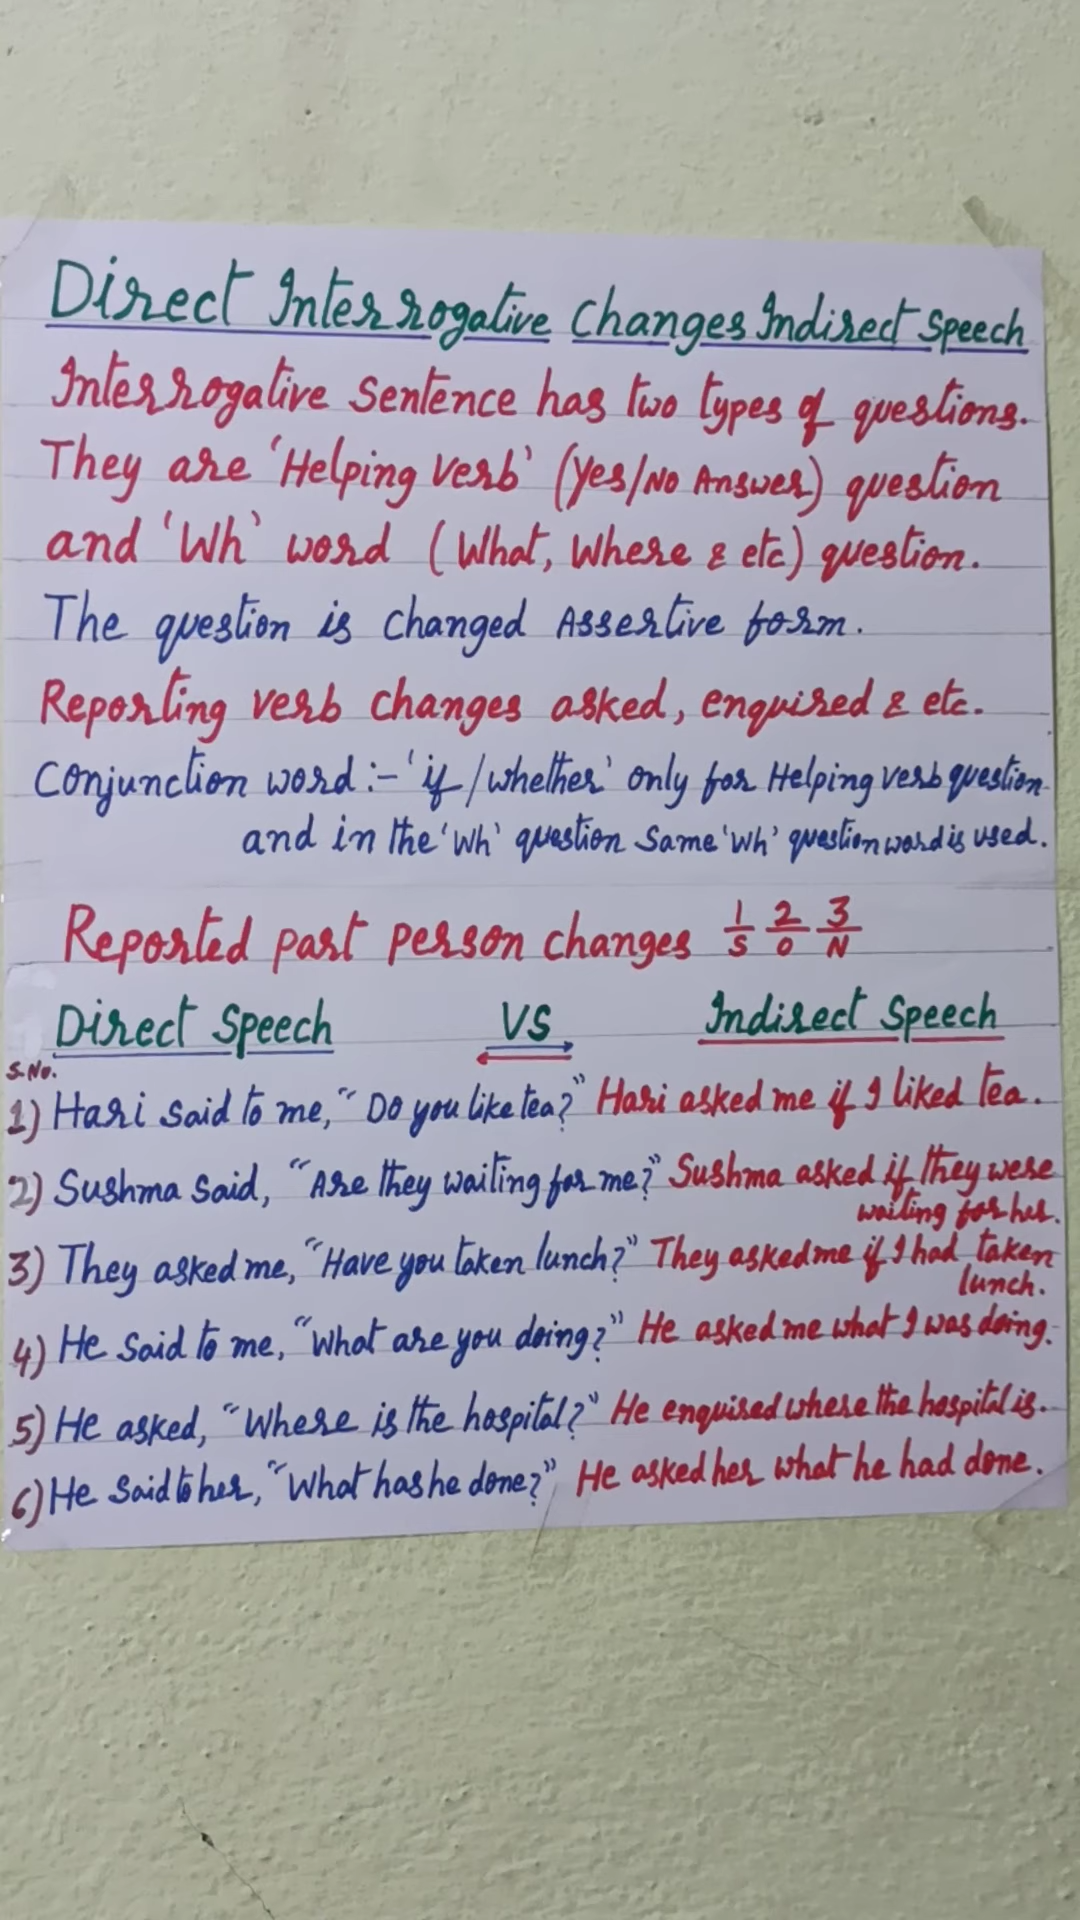 Direct Interrogative Changes Indirect Speech
Interrogative Sentence has two types of questions.
They are 'Helping verb' (Yes/No Answer) question
and 'Wh' word (What, Where & etc) question.
The question is changed Assertive form.
Reporting verb changes asked, enquired & etc.
Conjunction word :- 'if/whether' only for Helping verb question
and in the 'Wh' question Same 'Wh' question word is used.
Reported part person changes 1/S 2/O 3/N
Direct Speech VS Indirect Speech
S.No.
1) Hari said to me, "Do you like tea?" Hari asked me if I liked tea.
2) Sushma said, "Are they waiting for me?" Sushma asked if they were
waiting for her.
3) They asked me, "Have you taken lunch?" They asked me if I had taken
lunch.
4) He said to me, "What are you doing?" He asked me what I was doing.
5) He asked, "Where is the hospital?" He enquired where the hospital is.
6) He said to her, "What has he done?" He asked her what he had done.